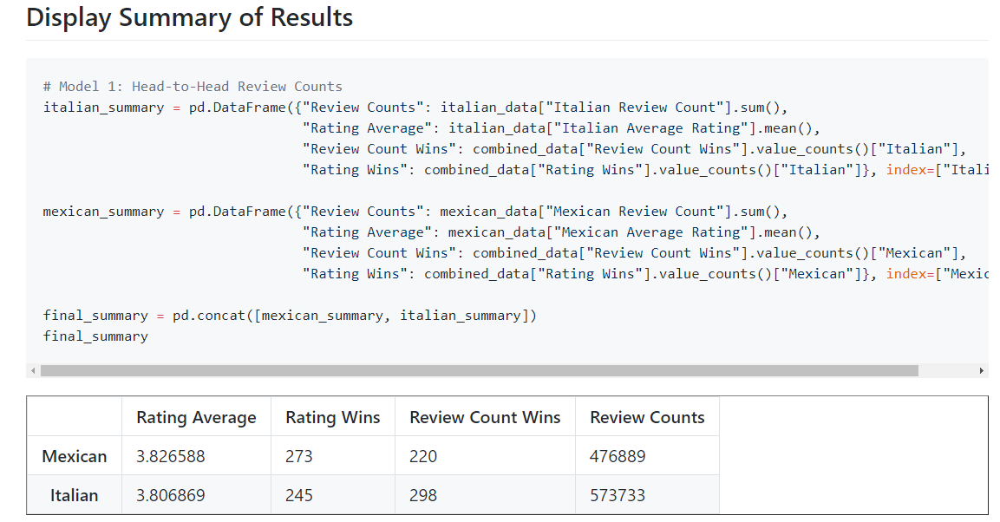 Display Summary of Results
# Model 1: Head-to-Head Review Counts
italian_summary = pd.DataFrame({"Review Counts": italian_data["Italian Review Count"].sum(),
"Rating Average": italian_data["Italian Average Rating"].mean(),
"Review Count Wins": combined_data["Review Count Wins"].value_counts()["Italian"],
"Rating Wins": combined_data["Rating Wins"].value_counts()["Italian"]}, index=["Itali
mexican_summary = pd.DataFrame({"Review Counts": mexican_data["Mexican Review Count"].sum(),
"Rating Average": mexican_data["Mexican Average Rating"].mean(),
"Review Count Wins": combined_data["Review Count Wins"].value_counts()["Mexican"],
"Rating Wins": combined_data["Rating Wins"].value_counts()["Mexican"]}, index=["Mexic
final_summary = pd.concat([mexican_summary, italian_summary])
final_summary
Rating Average Rating Wins Review Count Wins Review Counts
Mexican 3.826588 273 220 476889
Italian 3.806869 245 298 573733